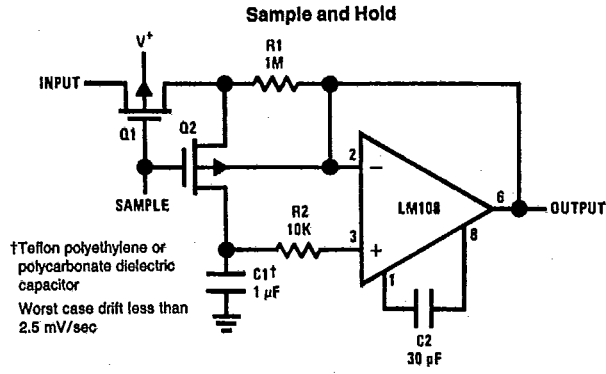 Sample and Hold
V+
R1
1M
INPUT
Q1
Q2
SAMPLE
2
−
LM108
6
OUTPUT
8
R2
10K
3
+
1
†Teflon polyethylene or
polycarbonate dielectric
capacitor
Worst case drift less than
2.5 mV/sec
C1†
1 μF
C2
30 pF